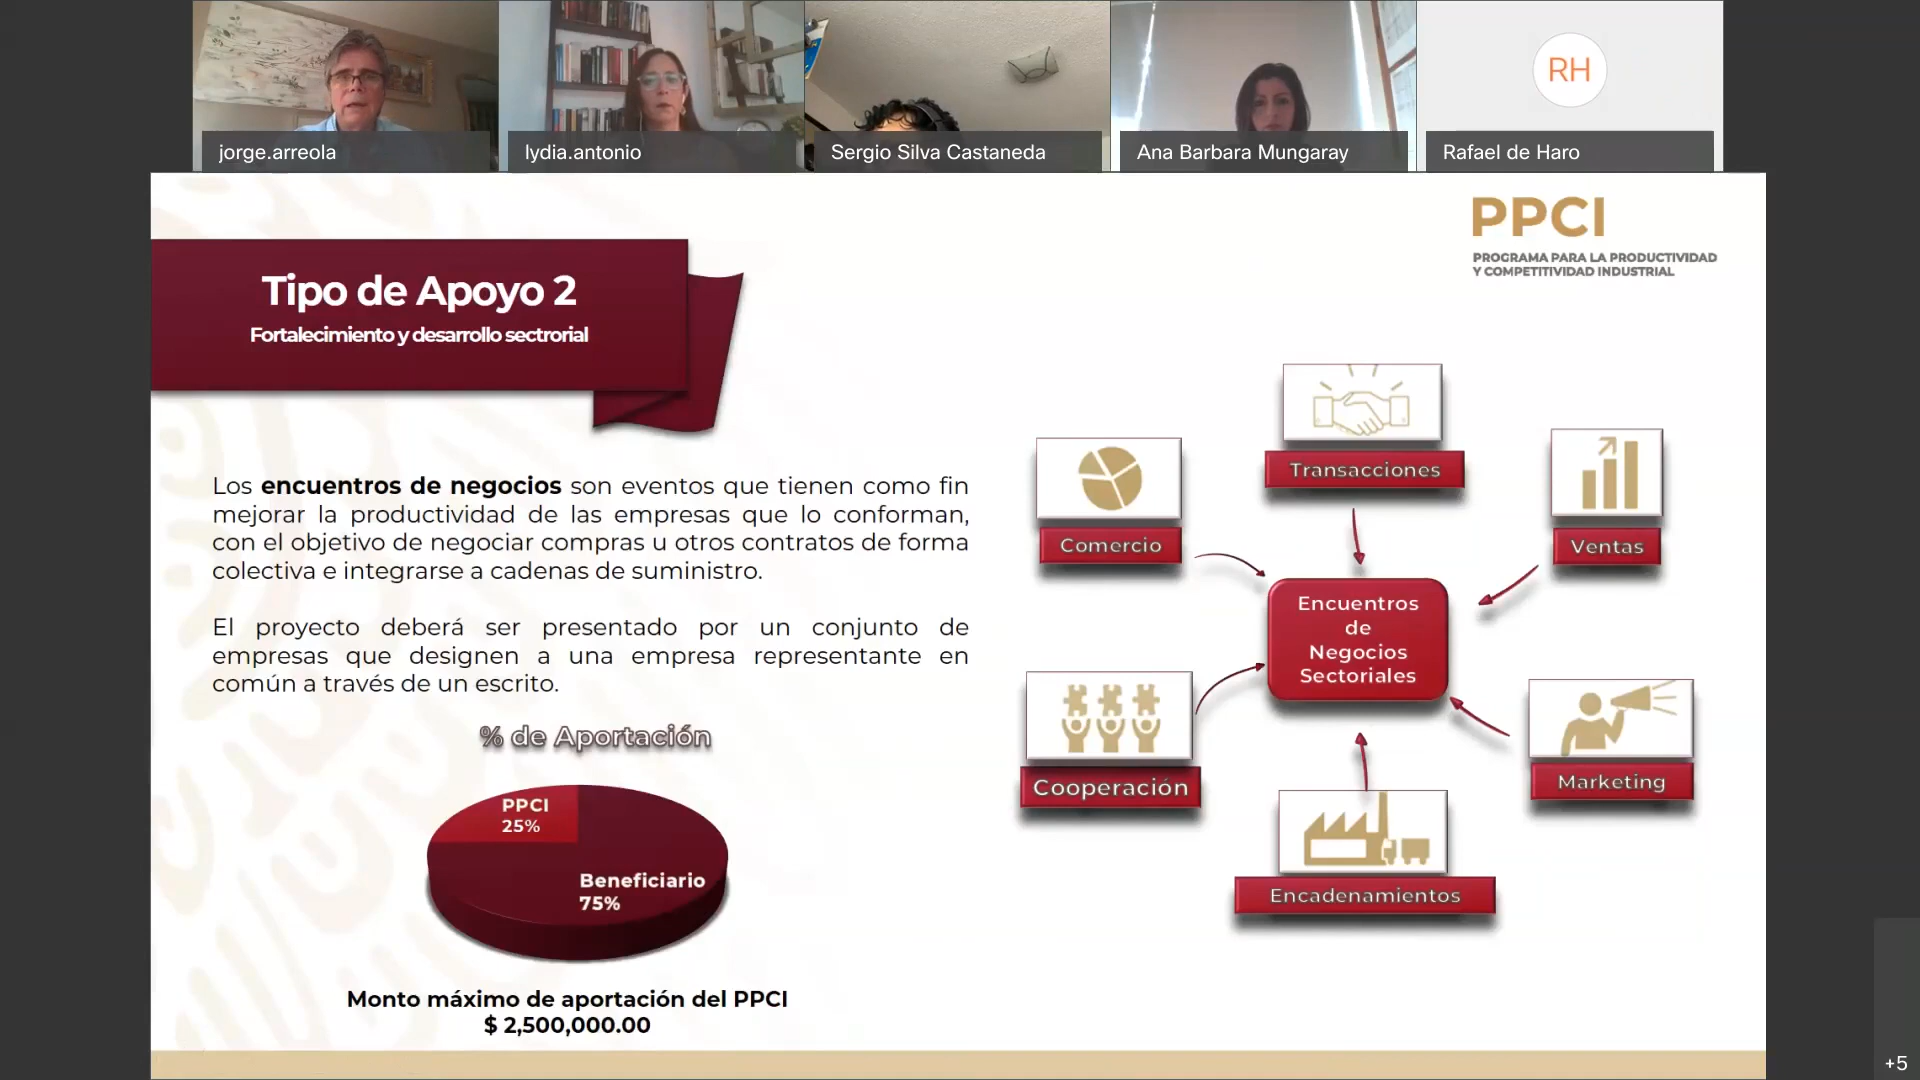 jorge.arreola
lydia.antonio
Sergio Silva Castaneda
Ana Barbara Mungaray
RH
Rafael de Haro
PPCI
PROGRAMA PARA LA PRODUCTIVIDAD
Y COMPETITIVIDAD INDUSTRIAL
Tipo de Apoyo 2
Fortalecimiento y desarrollo sectrorial
Los encuentros de negocios son eventos que tienen como fin
mejorar la productividad de las empresas que lo conforman,
con el objetivo de negociar compras u otros contratos de forma
colectiva e integrarse a cadenas de suministro.
El proyecto deberá ser presentado por un conjunto de
empresas que designen a una empresa representante en
común a través de un escrito.
% de Aportación
PPCI
25%
Beneficiario
75%
Monto máximo de aportación del PPCI
$ 2,500,000.00
Transacciones
Comercio
Ventas
Encuentros
de
Negocios
Sectoriales
Cooperación
Marketing
Encadenamientos
+5